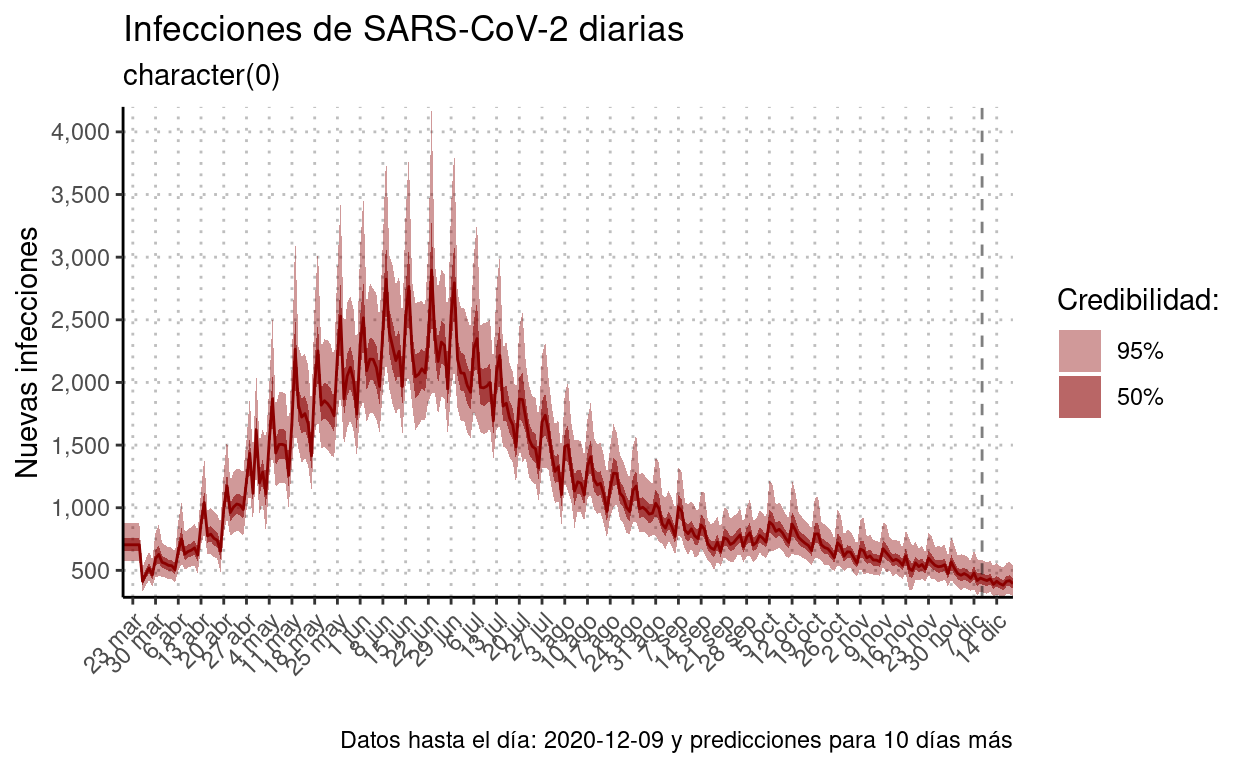 Infecciones de SARS-CoV-2 diarias
character(0)
Nuevas infecciones
4,000
3,500
3,000
2,500
2,000
1,500
1,000
500
23 mar
30 mar
6 abr
13 abr
20 abr
27 abr
4 may
11 may
18 may
25 may
1 jun
8 jun
15 jun
22 jun
29 jun
6 jul
13 jul
20 jul
27 jul
3 ago
10 ago
17 ago
24 ago
31 ago
7 sep
14 sep
21 sep
28 sep
5 oct
12 oct
19 oct
26 oct
2 nov
9 nov
16 nov
23 nov
30 nov
7 dic
14 dic
Credibilidad:
95%
50%
Datos hasta el día: 2020-12-09 y predicciones para 10 días más